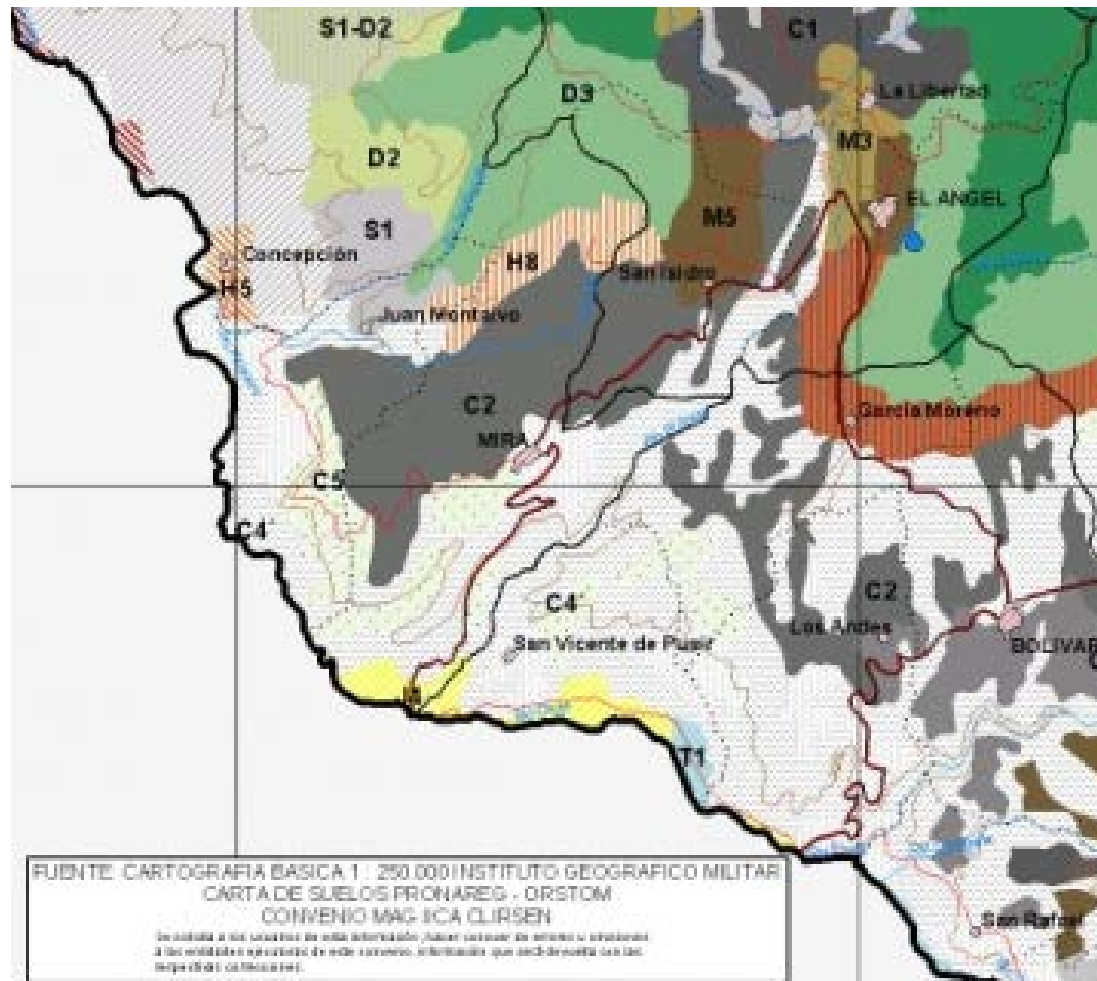 S1-D2
C1
La Libertad
D3
M3
D2
EL ANGEL
M5
S1
Concepción
H8
San Isidro
H5
Juan Montalvo
C2
García Moreno
MIRA
C5
C4
C2
C4
Los Andes
San Vicente de Pusir
BOLIVAR
T1
San Rafael
FUENTE: CARTOGRAFIA BASICA 1 : 250.000 INSTITUTO GEOGRAFICO MILITAR
CARTA DE SUELOS PRONAREG - ORSTOM
CONVENIO MAG IICA CLIRSEN